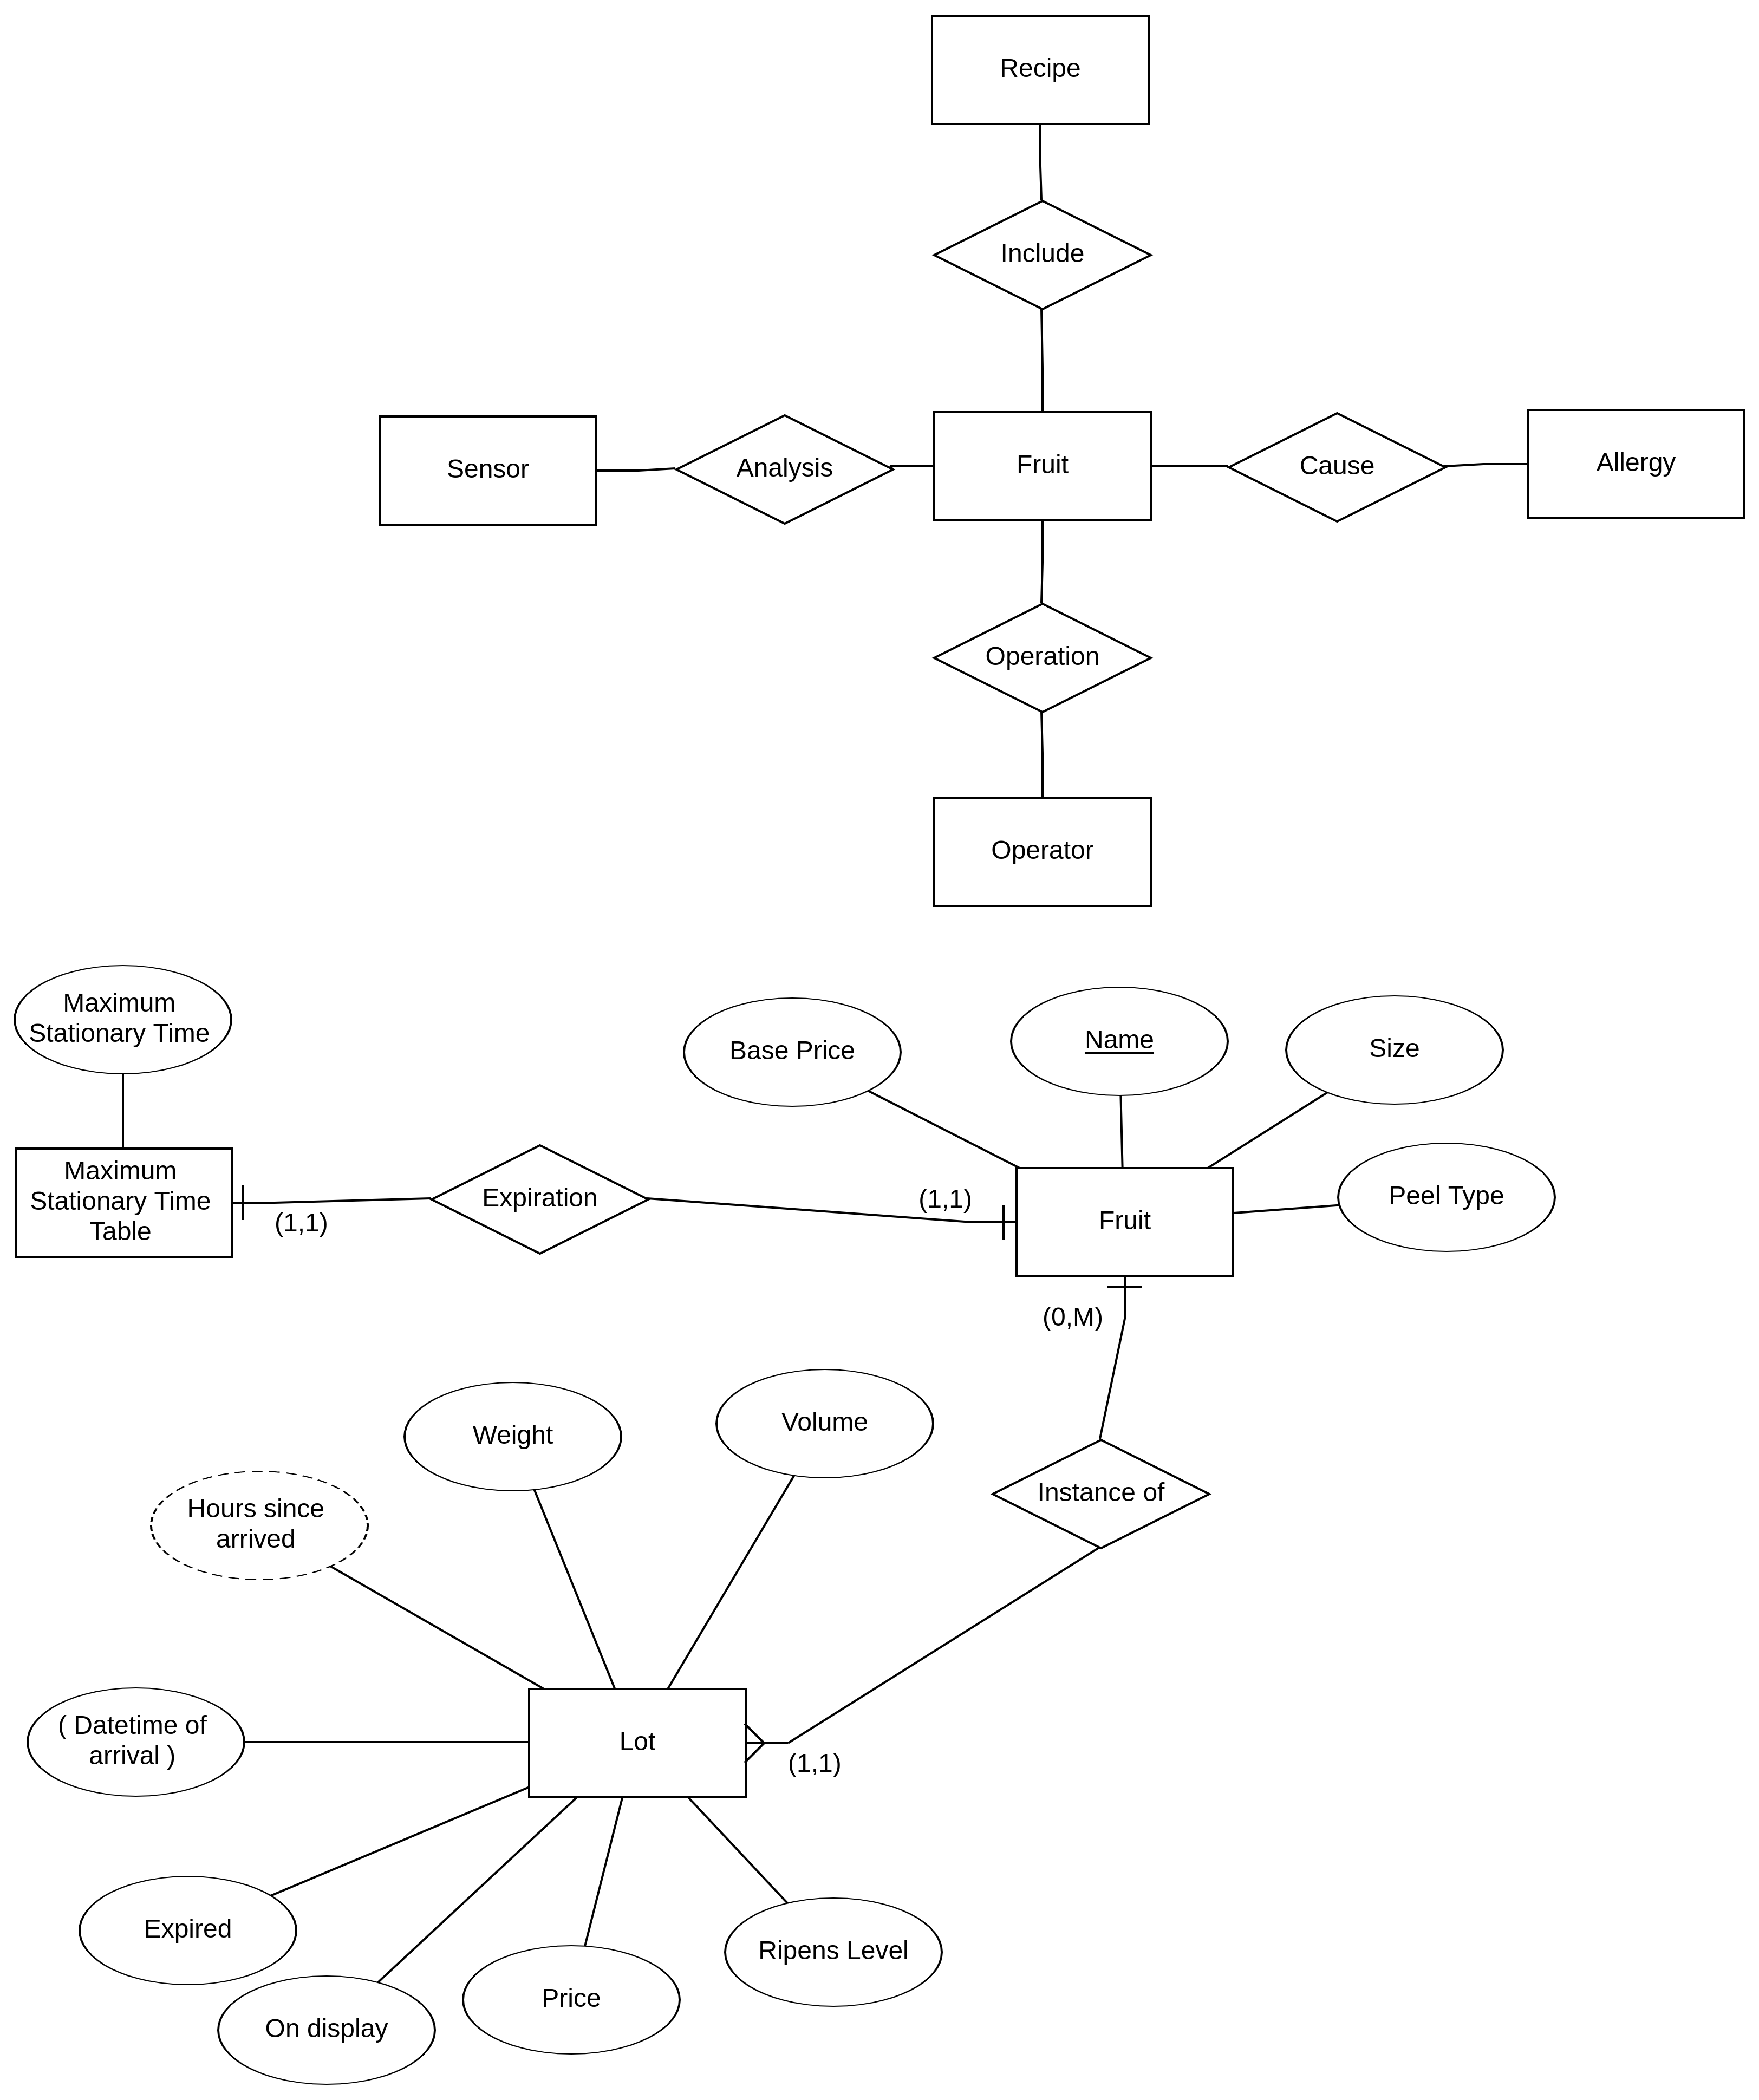 Recipe
Include
Sensor
Analysis
Fruit
Cause
Allergy
Operation
Operator
Maximum
Stationary Time
Base Price
Name
Size
Maximum
Stationary Time
Table
(1,1)
Expiration
(1,1)
Fruit
Peel Type
(0,M)
Weight
Volume
Hours since
arrived
Instance of
( Datetime of
arrival )
Lot
(1,1)
Expired
On display
Price
Ripens Level